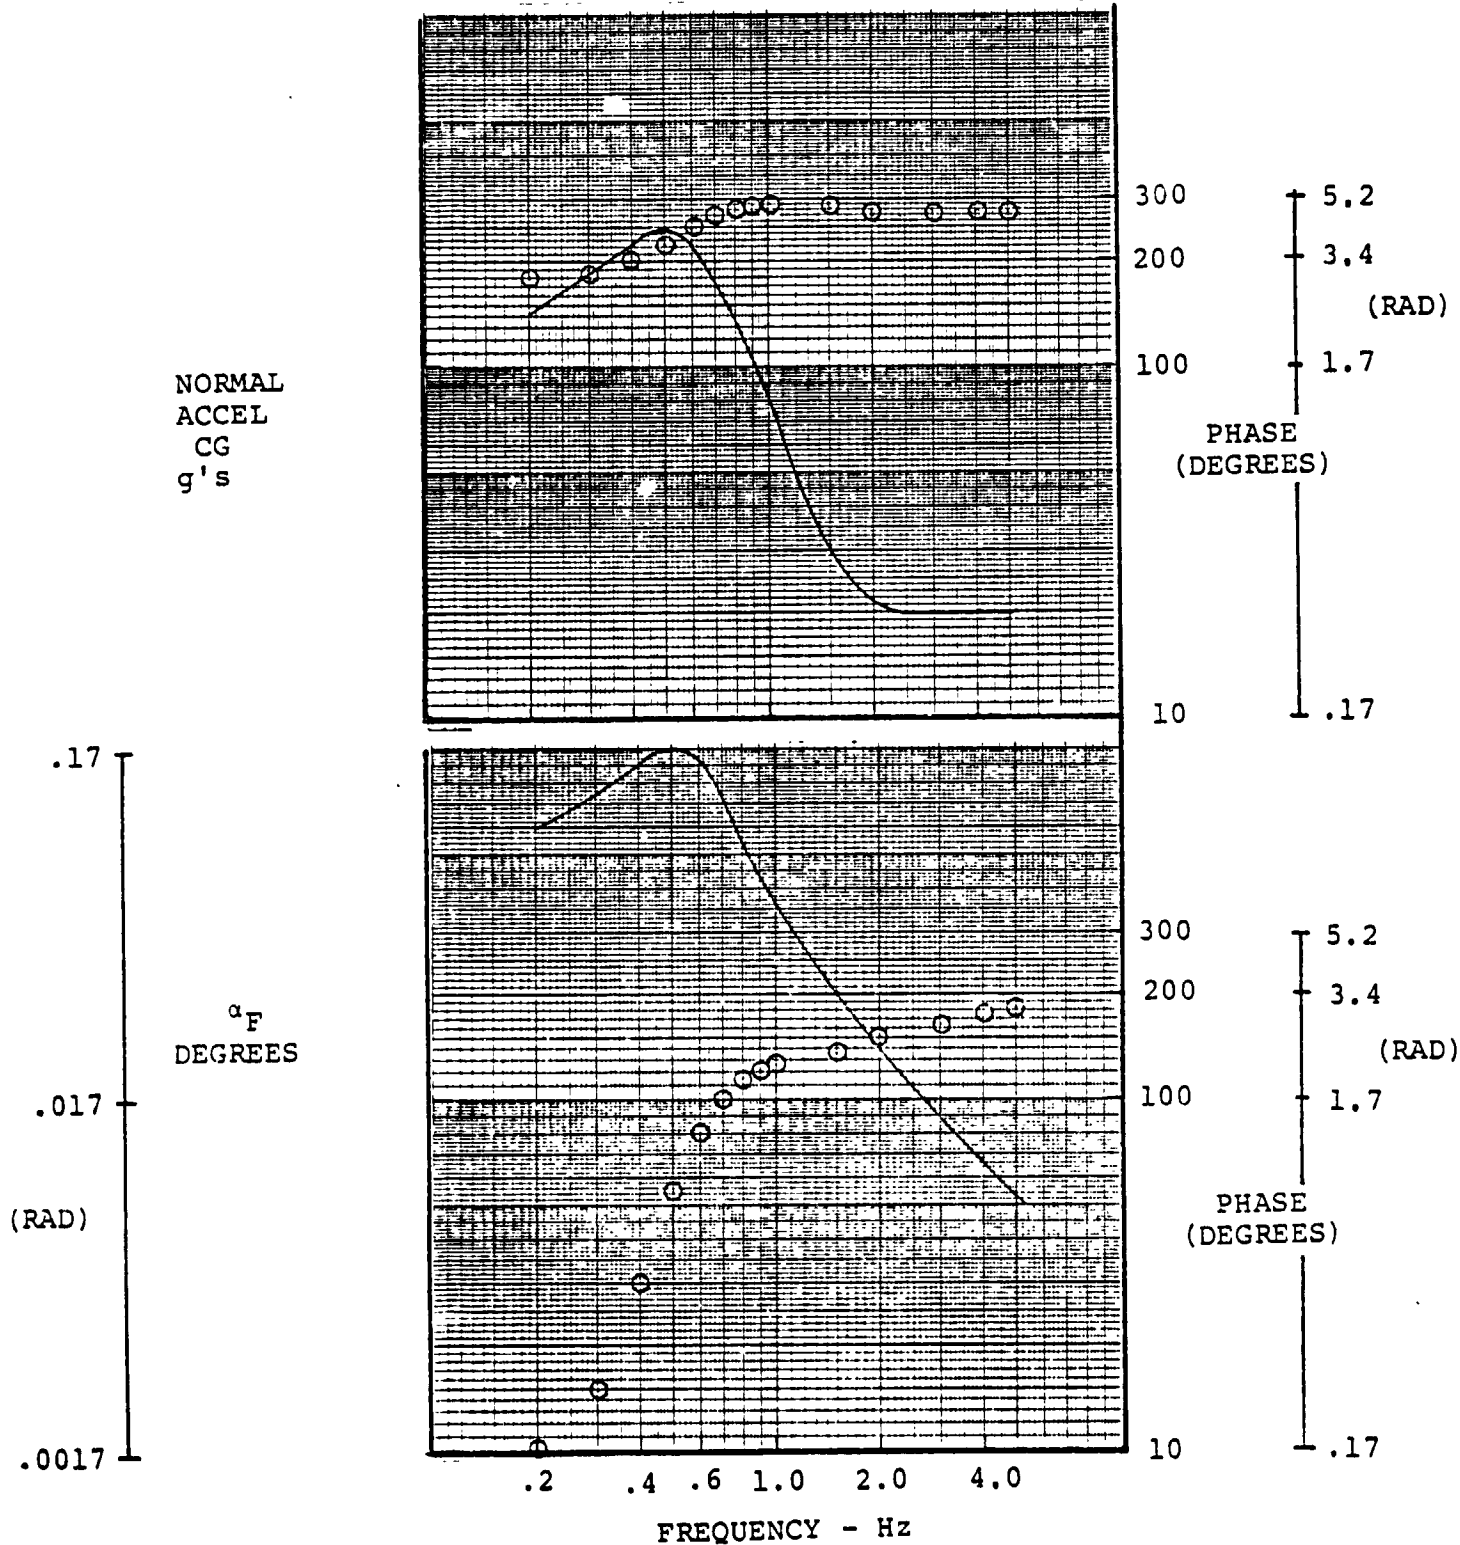 300
5.2
200
3.4
(RAD)
100
1.7
NORMAL
ACCEL
CG
g's
PHASE
(DEGREES)
10
.17
.17
300
5.2
200
3.4
αF
DEGREES
(RAD)
.017
100
1.7
(RAD)
PHASE
(DEGREES)
.0017
10
.17
.2 .4 .6 1.0 2.0 4.0
FREQUENCY - Hz